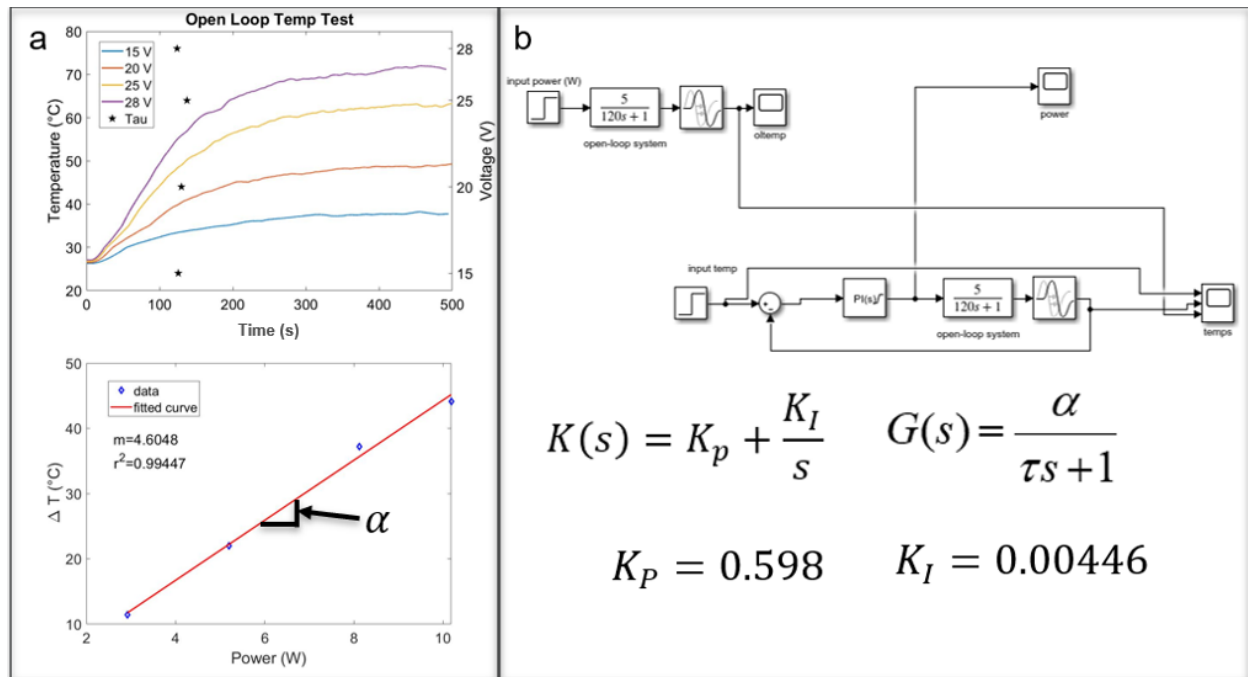 a
Open Loop Temp Test
80
70
60
50
40
30
20
Temperature (°C)
15 V
20 V
25 V
28 V
Tau
28
25
20
15
Voltage (V)
0 100 200 300 400 500
Time (s)
50
40
30
20
10
Δ T (°C)
data
fitted curve
m=4.6048
r²=0.99447
α
2 4 6 8 10
Power (W)
b
input power (W)
5
120s + 1
open-loop system
oltemp
power
input temp
+
−
PI(s)
5
120s + 1
open-loop system
temps
K(s) = K_p + K_I/s
G(s) = α/(τs+1)
K_P = 0.598
K_I = 0.00446